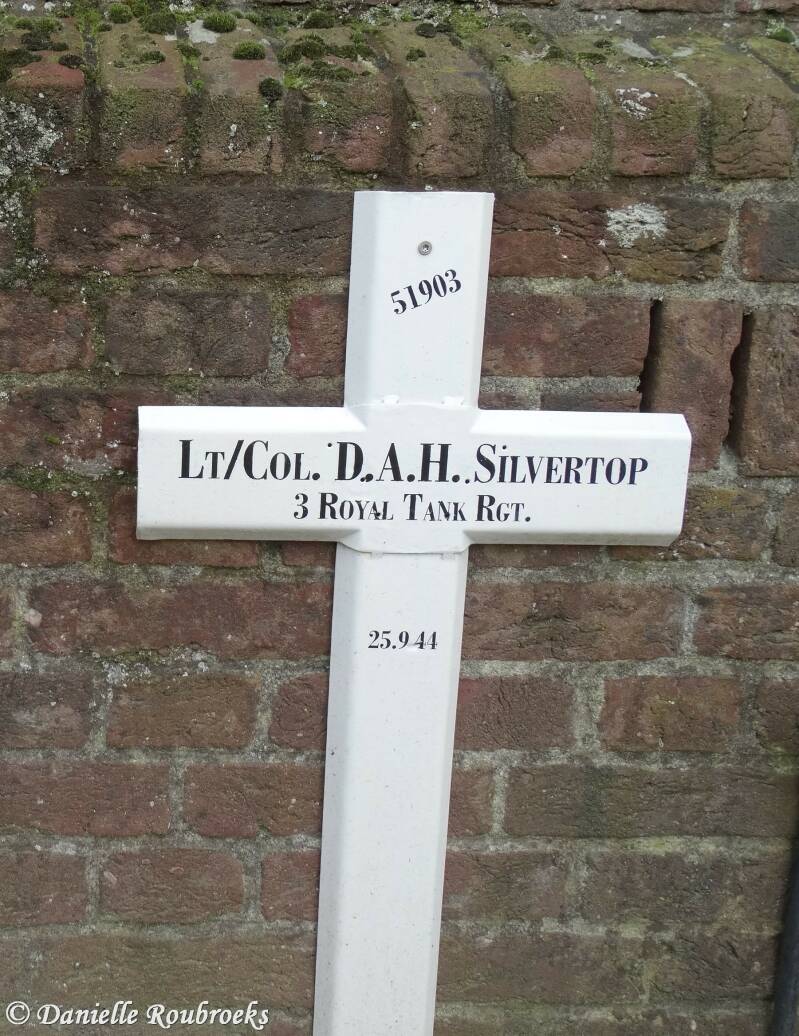 51903
LT/COL. D.A.H. SILVERTOP
3 ROYAL TANK RGT.
25.9.44
© Danielle Roubroeks